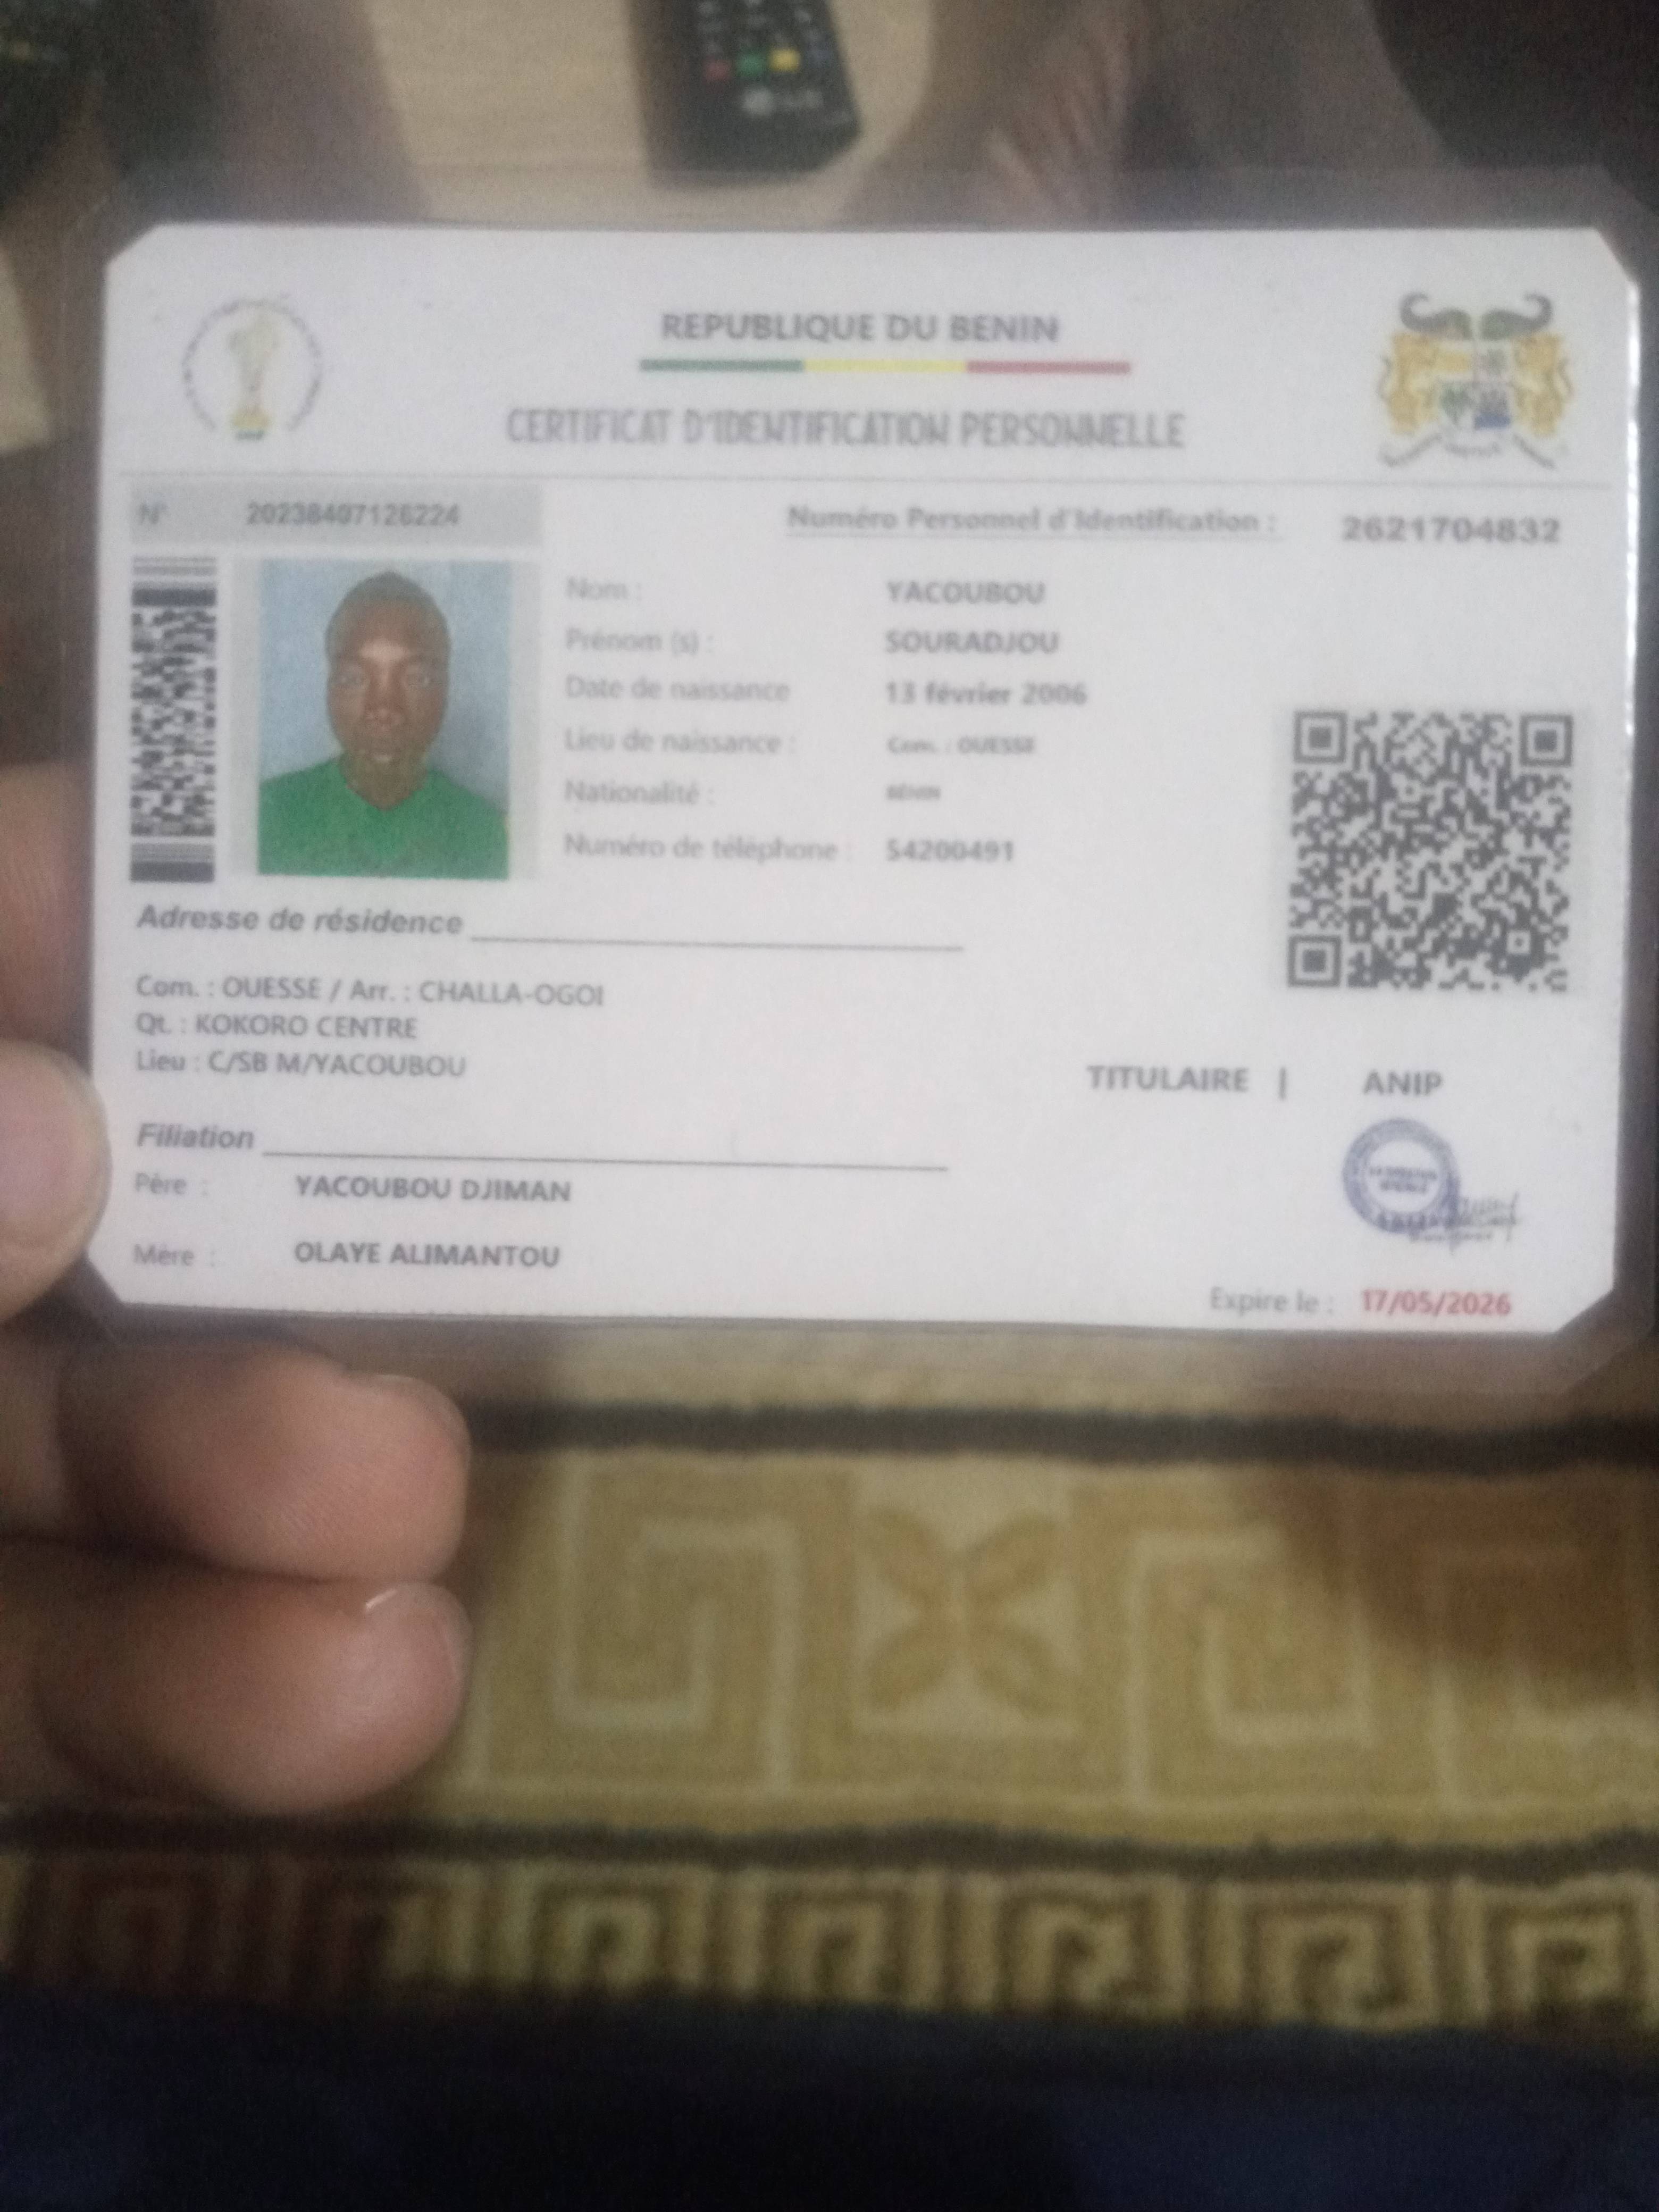 REPUBLIQUE DU BENIN
CERTIFICAT D'IDENTIFICATION PERSONNELLE
N° 20238407126224
Numéro Personnel d'Identification : 2621704832
Nom : YACOUBOU
Prénom (s) : SOURADJOU
Date de naissance 13 février 2006
Lieu de naissance : Com. : OUESSE
Nationalité : BÉNIN
Numéro de téléphone : 54200491
Adresse de résidence
Com. : OUESSE / Arr. : CHALLA-OGOI
Qt. : KOKORO CENTRE
Lieu : C/SB M/YACOUBOU
TITULAIRE | ANIP
Filiation
Père : YACOUBOU DJIMAN
Mère : OLAYE ALIMANTOU
Expire le : 17/05/2026